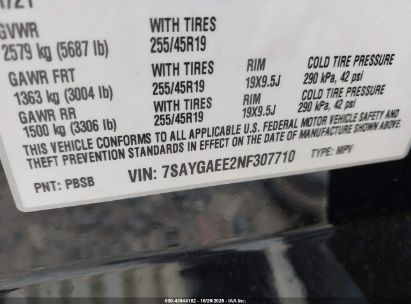 GVWR
2579 kg (5687 lb)
WITH TIRES
255/45R19
GAWR FRT
1363 kg (3004 lb)
WITH TIRES
255/45R19
RIM
19X9.5J
COLD TIRE PRESSURE
290 kPa, 42 psi
GAWR RR
1500 kg (3306 lb)
WITH TIRES
255/45R19
RIM
19X9.5J
COLD TIRE PRESSURE
290 kPa, 42 psi
THIS VEHICLE CONFORMS TO ALL APPLICABLE U.S. FEDERAL MOTOR VEHICLE SAFETY AND
THEFT PREVENTION STANDARDS IN EFFECT ON THE DATE OF MANUFACTURE SHOWN ABOVE.
PNT: PBSB
VIN: 7SAYGAEE2NF307710
TYPE: MPV